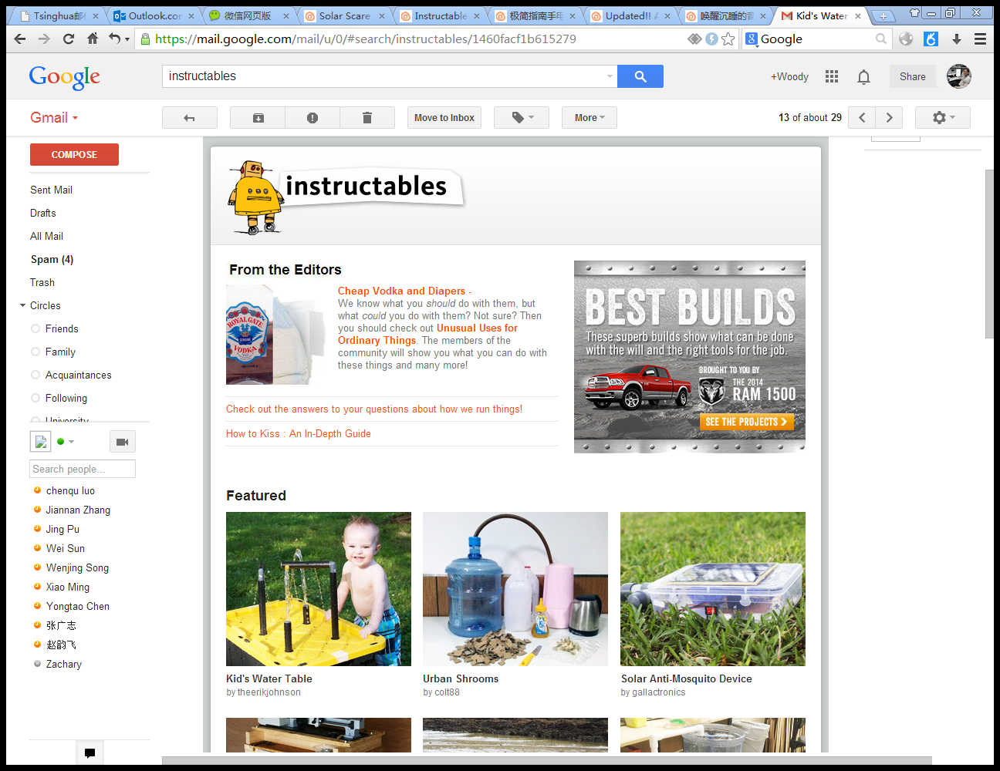 Tsinghua邮
Outlook.cor
微信网页版
Solar Scare
Instructable
极简指南手电
Updated!! A
唤醒沉睡的音
Kid's Water
https://mail.google.com/mail/u/0/#search/instructables/1460facf1b615279
Google
Google
instructables
+Woody
Share
Gmail
Move to Inbox
More
13 of about 29
COMPOSE
Sent Mail
Drafts
All Mail
Spam (4)
Trash
Circles
Friends
Family
Acquaintances
Following
University
Search people...
chenqu luo
Jiannan Zhang
Jing Pu
Wei Sun
Wenjing Song
Xiao Ming
Yongtao Chen
张广志
赵韵飞
Zachary
instructables
From the Editors
ROYAL GATE
VODKA
Cheap Vodka and Diapers -
We know what you should do with them, but
what could you do with them? Not sure? Then
you should check out Unusual Uses for
Ordinary Things. The members of the
community will show you what you can do with
these things and many more!
Check out the answers to your questions about how we run things!
How to Kiss : An In-Depth Guide
BEST BUILDS
These superb builds show what can be done
with the will and the right tools for the job.
BROUGHT TO YOU BY
THE 2014
RAM 1500
SEE THE PROJECTS
Featured
Kid's Water Table
by theerikjohnson
Urban Shrooms
by colt88
Solar Anti-Mosquito Device
by gallactronics